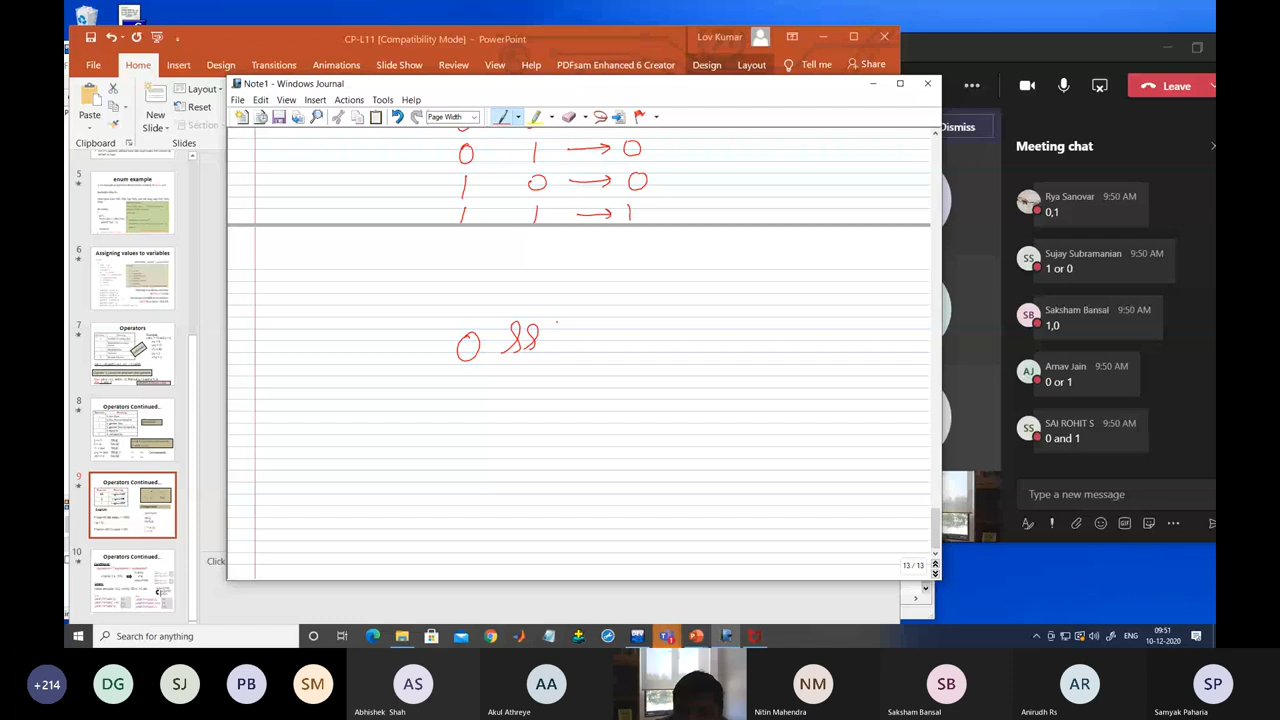 CP-L11 [Compatibility Mode] - PowerPoint
Lov Kumar
File Home Insert Design Transitions Animations Slide Show Review View Help PDFsam Enhanced 6 Creator Design Layout Tell me Share
Leave
Note1 - Windows Journal
File Edit View Insert Actions Tools Help
Paste
New
Slide
Layout
Reset
Section
Clipboard
Slides
Page Width
Dismiss
Meeting chat
0 1 → 0
1 0 → 0
1 1 → 1
0 &&
13 / 13
5
enum example
6
Assigning values to variables
7
Operators
8
Operators Continued...
9
Operators Continued...
10
Operators Continued...
Click
Rya Sanovar 9:50 AM
0,1
SS
Sujay Subramanian 9:50 AM
1 or 0
SB
Saksham Bansal 9:50 AM
1,0
AJ
Arnav Jain 9:50 AM
0 or 1
SS
SAI ROHIT S 9:50 AM
0 and 1
Type a new message
Search for anything
ENG
09:51
10-12-2020
+214
DG
SJ
PB
SM
AS
Abhishek Shah
AA
Akul Athreye
NM
Nitin Mahendra
SB
Saksham Bansal
AR
Anirudh Rs
SP
Samyak Paharia